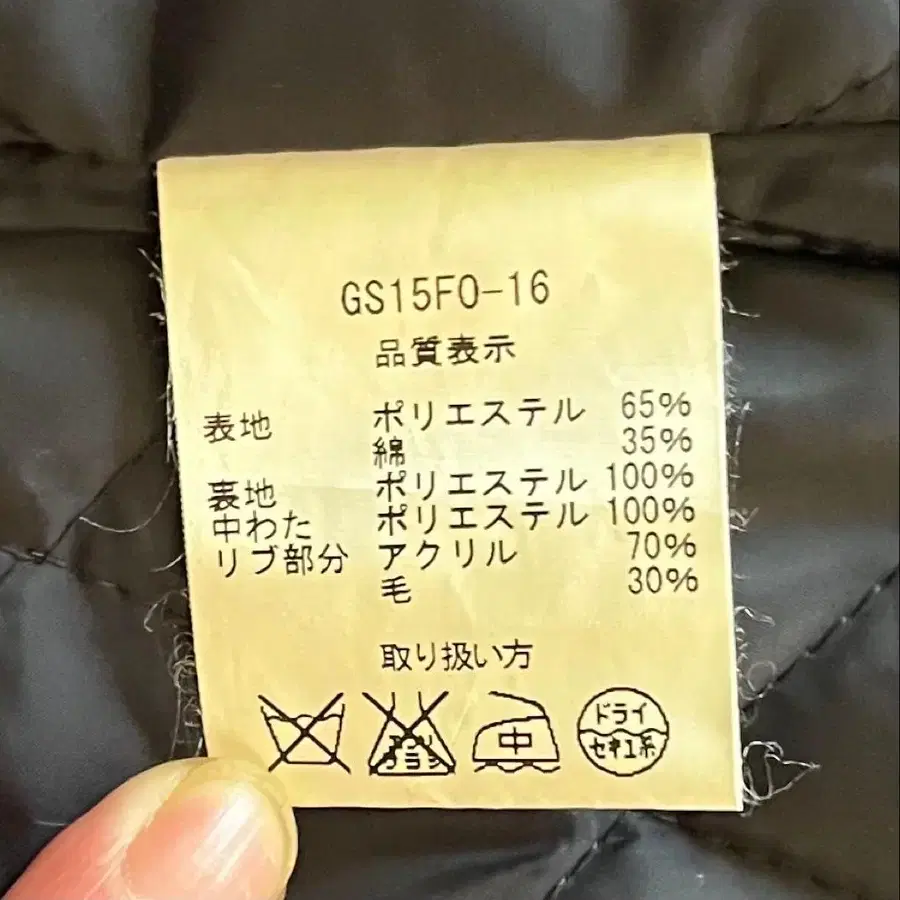 GS15F0-16
品質表示
表地 ポリエステル 65%
綿 35%
裏地 ポリエステル 100%
中わた ポリエステル 100%
リブ部分 アクリル 70%
毛 30%
取り扱い方
中
ドライ
セキユ系